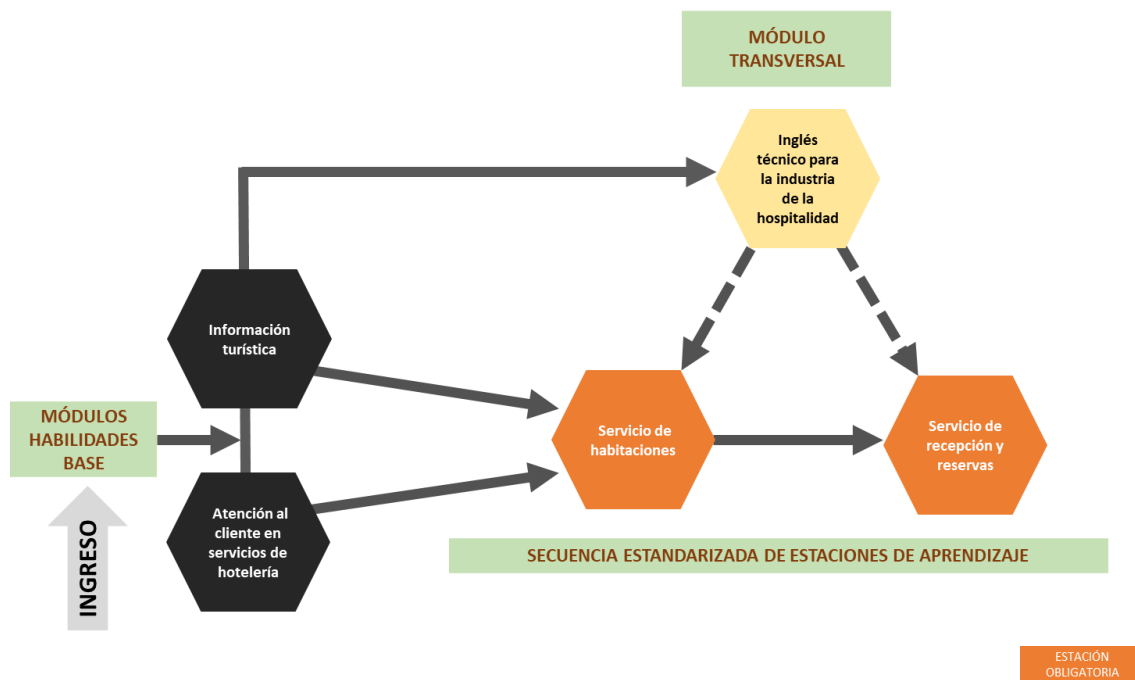 MÓDULO
TRANSVERSAL
Inglés
técnico para
la industria
de la
hospitalidad
Información
turística
MÓDULOS
HABILIDADES
BASE
Servicio de
habitaciones
Servicio de
recepción y
reservas
Atención al
cliente en
servicios de
hotelería
INGRESO
SECUENCIA ESTANDARIZADA DE ESTACIONES DE APRENDIZAJE
ESTACIÓN
OBLIGATORIA